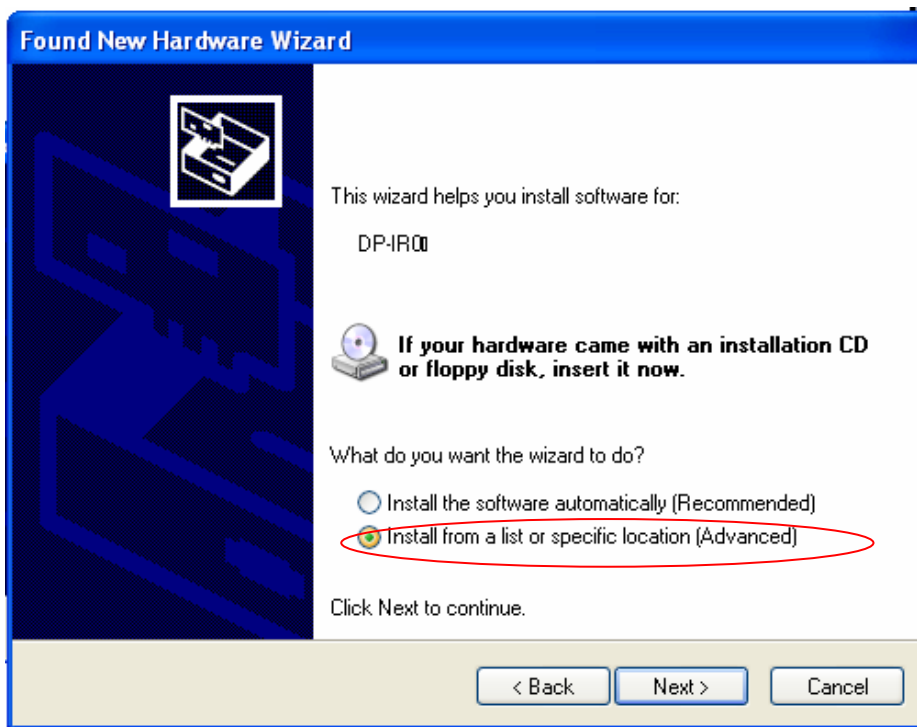 Found New Hardware Wizard
This wizard helps you install software for:
If your hardware came with an installation CD
or floppy disk, insert it now.
What do you want the wizard to do?
Install the software automatically (Recommended)
Install from a list or specific location (Advanced)
Click Next to continue.
< Back
Next >
Cancel